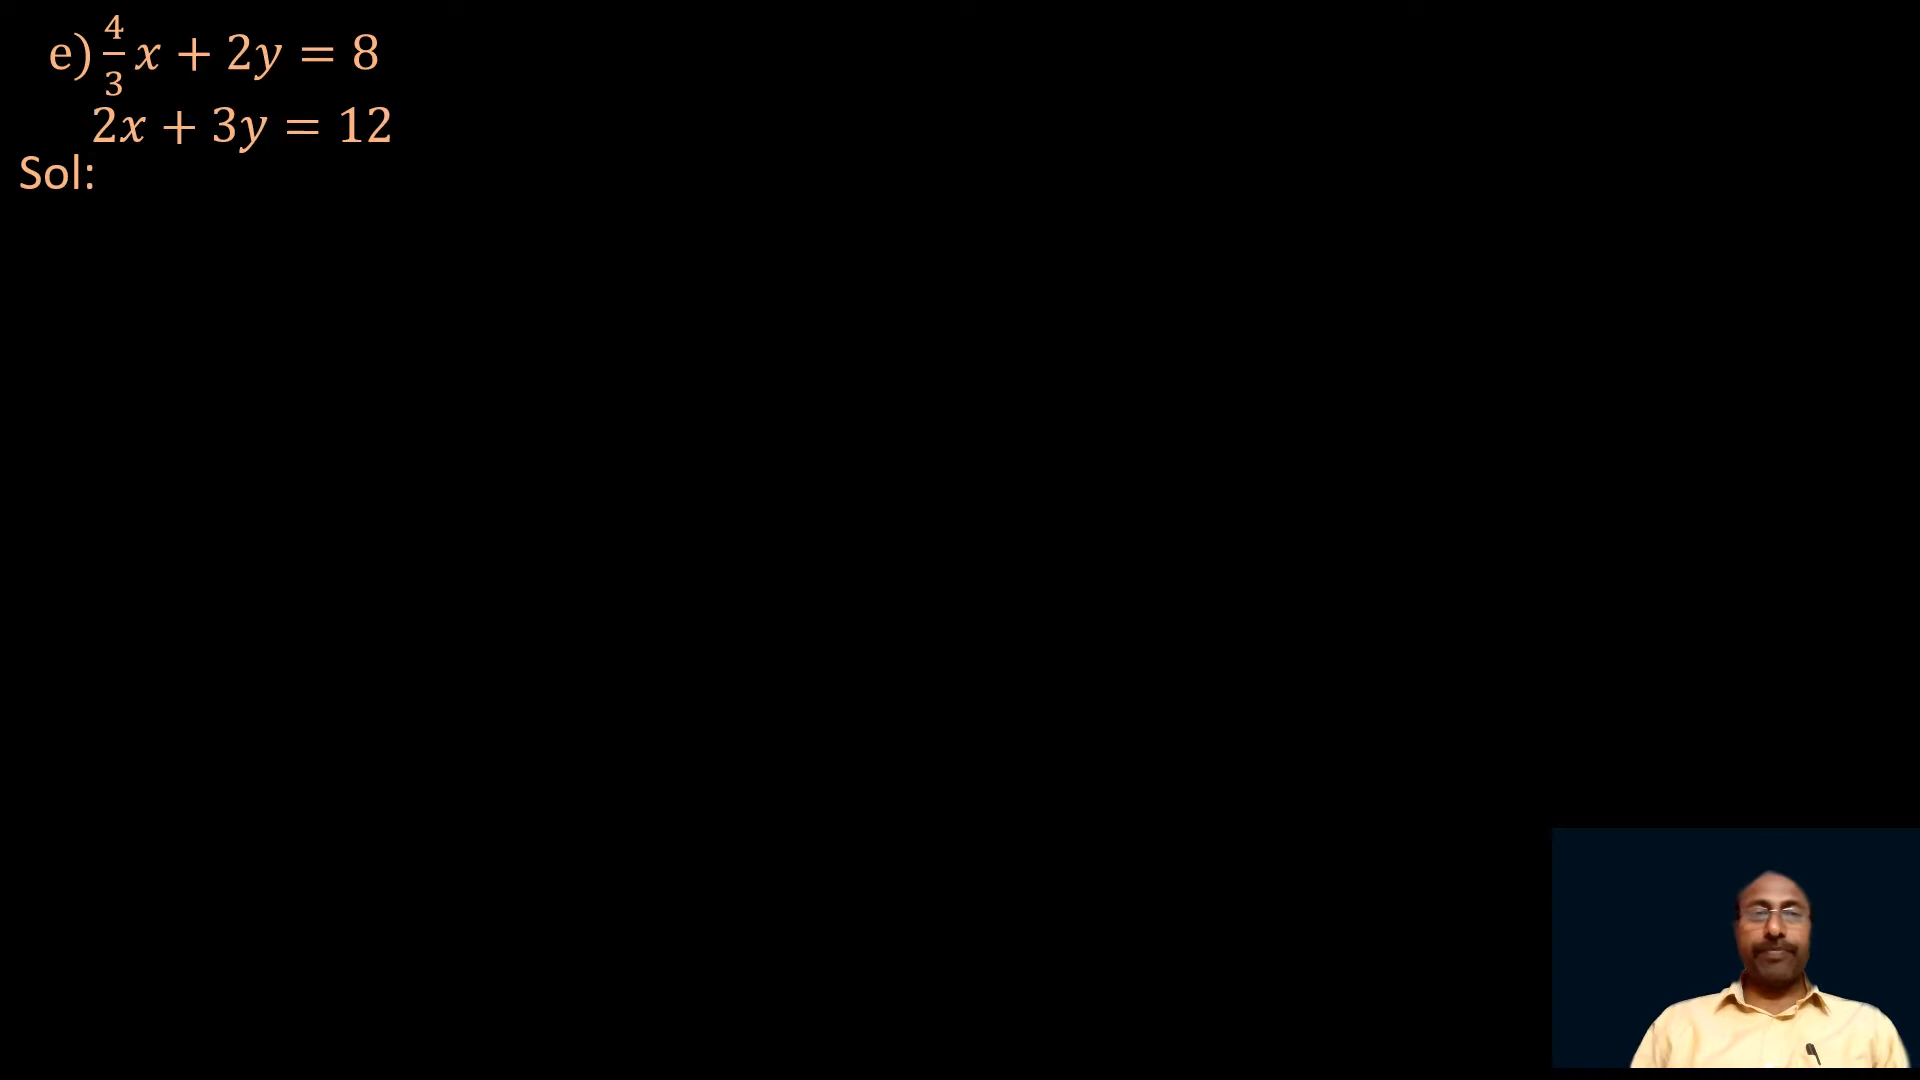 e) 4/3 x + 2y = 8
2x + 3y = 12
Sol: